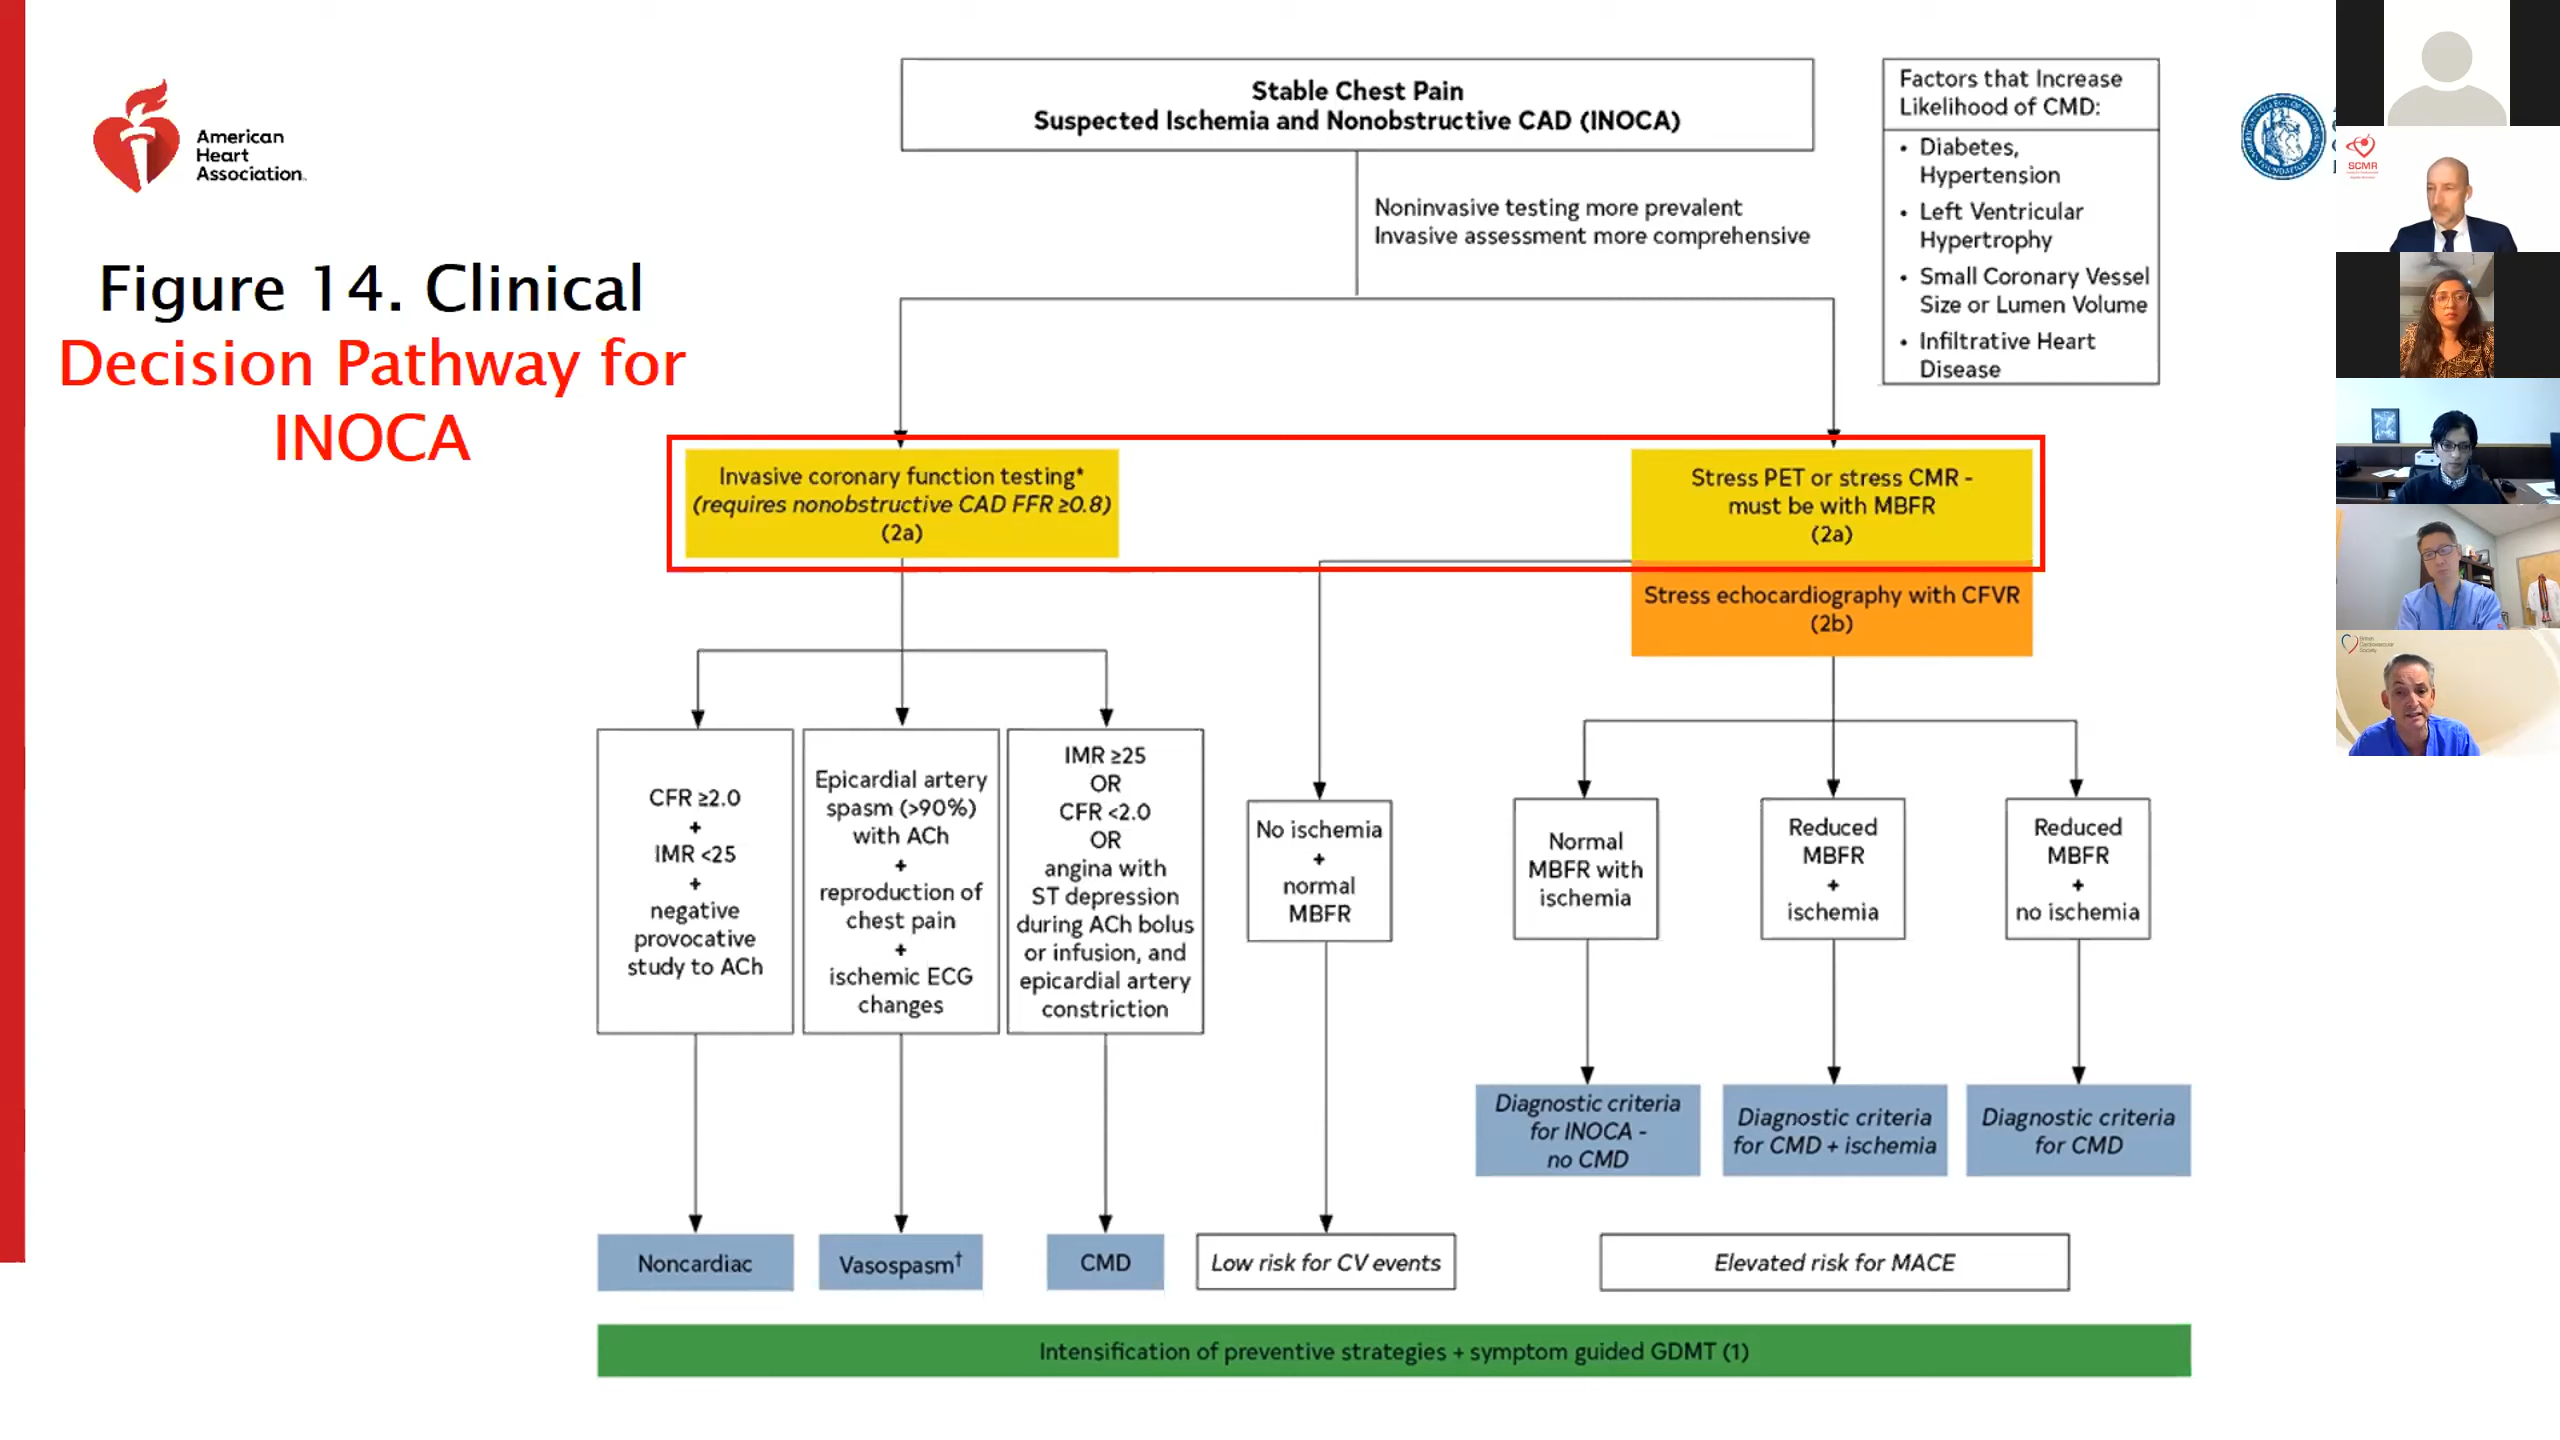 American
Heart
Association.
Figure 14. Clinical
Decision Pathway for
INOCA
Stable Chest Pain
Suspected Ischemia and Nonobstructive CAD (INOCA)
Noninvasive testing more prevalent
Invasive assessment more comprehensive
Factors that Increase
Likelihood of CMD:
• Diabetes,
Hypertension
• Left Ventricular
Hypertrophy
• Small Coronary Vessel
Size or Lumen Volume
• Infiltrative Heart
Disease
Invasive coronary function testing*
(requires nonobstructive CAD FFR ≥0.8)
(2a)
Stress PET or stress CMR -
must be with MBFR
(2a)
Stress echocardiography with CFVR
(2b)
CFR ≥2.0
+
IMR <25
+
negative
provocative
study to ACh
Epicardial artery
spasm (>90%)
with ACh
+
reproduction of
chest pain
+
ischemic ECG
changes
IMR ≥25
OR
CFR <2.0
OR
angina with
ST depression
during ACh bolus
or infusion, and
epicardial artery
constriction
No ischemia
+
normal
MBFR
Normal
MBFR with
ischemia
Reduced
MBFR
+
ischemia
Reduced
MBFR
+
no ischemia
Diagnostic criteria
for INOCA -
no CMD
Diagnostic criteria
for CMD + ischemia
Diagnostic criteria
for CMD
Noncardiac
Vasospasm†
CMD
Low risk for CV events
Elevated risk for MACE
Intensification of preventive strategies + symptom guided GDMT (1)
SCMR
British
Cardiovascular
Society